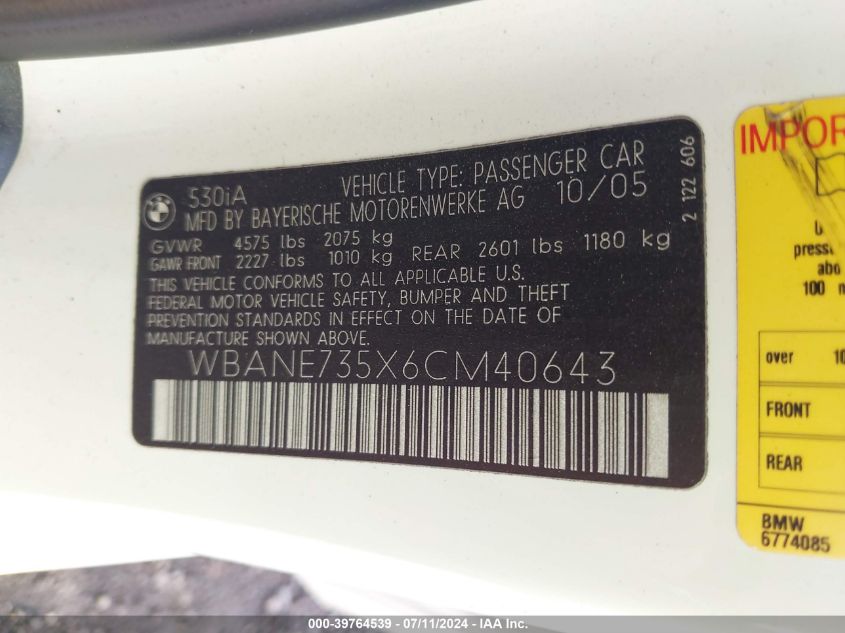 530iA VEHICLE TYPE: PASSENGER CAR
MFD BY BAYERISCHE MOTORENWERKE AG 10/05
GVWR 4575 lbs 2075 kg
GAWR FRONT 2227 lbs 1010 kg REAR 2601 lbs 1180 kg
THIS VEHICLE CONFORMS TO ALL APPLICABLE U.S.
FEDERAL MOTOR VEHICLE SAFETY, BUMPER AND THEFT
PREVENTION STANDARDS IN EFFECT ON THE DATE OF
MANUFACTURE SHOWN ABOVE.
WBANE735X6CM40643
2 122 606
IMPOR
press
abo
100 m
over 10
FRONT
REAR
BMW
6774085
000-39764539 - 07/11/2024 - IAA Inc.